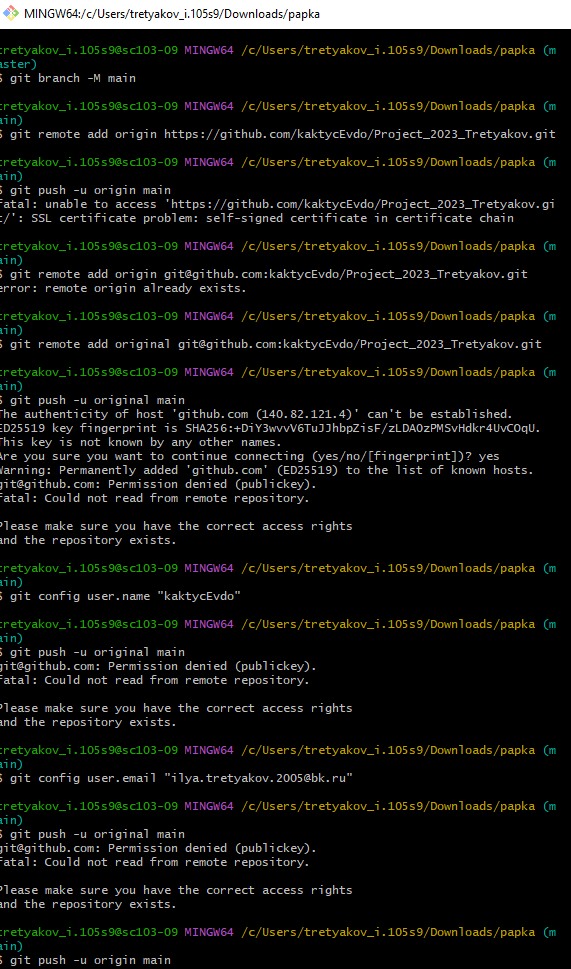 MINGW64:/c/Users/tretyakov_i.105s9/Downloads/papka
tretyakov_i.105s9@sc103-09 MINGW64 /c/Users/tretyakov_i.105s9/Downloads/papka (m
aster)
$ git branch -M main
tretyakov_i.105s9@sc103-09 MINGW64 /c/Users/tretyakov_i.105s9/Downloads/papka (m
ain)
$ git remote add origin https://github.com/kaktycEvdo/Project_2023_Tretyakov.git
tretyakov_i.105s9@sc103-09 MINGW64 /c/Users/tretyakov_i.105s9/Downloads/papka (m
ain)
$ git push -u origin main
fatal: unable to access 'https://github.com/kaktycEvdo/Project_2023_Tretyakov.gi
t/': SSL certificate problem: self-signed certificate in certificate chain
tretyakov_i.105s9@sc103-09 MINGW64 /c/Users/tretyakov_i.105s9/Downloads/papka (m
ain)
$ git remote add origin git@github.com:kaktycEvdo/Project_2023_Tretyakov.git
error: remote origin already exists.
tretyakov_i.105s9@sc103-09 MINGW64 /c/Users/tretyakov_i.105s9/Downloads/papka (m
ain)
$ git remote add original git@github.com:kaktycEvdo/Project_2023_Tretyakov.git
tretyakov_i.105s9@sc103-09 MINGW64 /c/Users/tretyakov_i.105s9/Downloads/papka (m
ain)
$ git push -u original main
The authenticity of host 'github.com (140.82.121.4)' can't be established.
ED25519 key fingerprint is SHA256:+DiY3wvvV6TuJJhbpZisF/zLDA0zPMSvHdkr4UvCOqU.
This key is not known by any other names.
Are you sure you want to continue connecting (yes/no/[fingerprint])? yes
Warning: Permanently added 'github.com' (ED25519) to the list of known hosts.
git@github.com: Permission denied (publickey).
fatal: Could not read from remote repository.
Please make sure you have the correct access rights
and the repository exists.
tretyakov_i.105s9@sc103-09 MINGW64 /c/Users/tretyakov_i.105s9/Downloads/papka (m
ain)
$ git config user.name "kaktycEvdo"
tretyakov_i.105s9@sc103-09 MINGW64 /c/Users/tretyakov_i.105s9/Downloads/papka (m
ain)
$ git push -u original main
git@github.com: Permission denied (publickey).
fatal: Could not read from remote repository.
Please make sure you have the correct access rights
and the repository exists.
tretyakov_i.105s9@sc103-09 MINGW64 /c/Users/tretyakov_i.105s9/Downloads/papka (m
ain)
$ git config user.email "ilya.tretyakov.2005@bk.ru"
tretyakov_i.105s9@sc103-09 MINGW64 /c/Users/tretyakov_i.105s9/Downloads/papka (m
ain)
$ git push -u original main
git@github.com: Permission denied (publickey).
fatal: Could not read from remote repository.
Please make sure you have the correct access rights
and the repository exists.
tretyakov_i.105s9@sc103-09 MINGW64 /c/Users/tretyakov_i.105s9/Downloads/papka (m
ain)
$ git push -u origin main